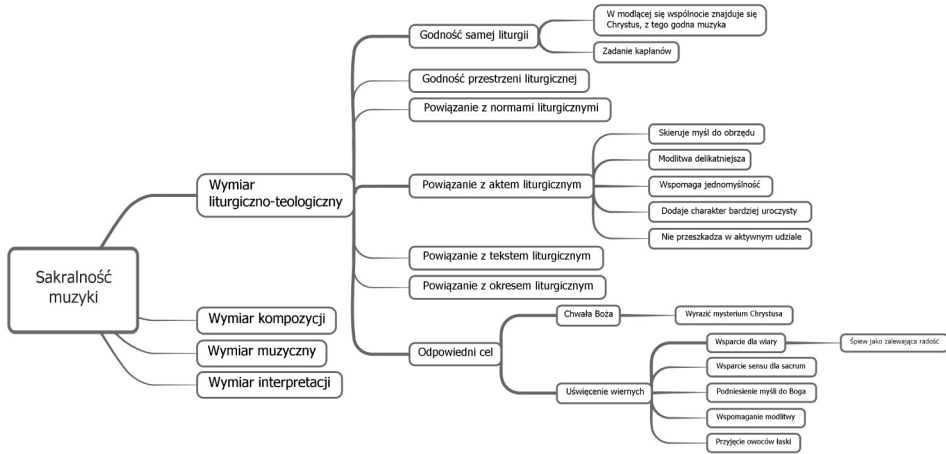 Sakralność
muzyki
Wymiar
liturgiczno-teologiczny
Godność samej liturgii
W modlącej się wspólnocie znajduje się
Chrystus, z tego godna muzyka
Zadanie kapłanów
Godność przestrzeni liturgicznej
Powiązanie z normami liturgicznymi
Powiązanie z aktem liturgicznym
Skieruje myśl do obrzędu
Modlitwa delikatniejsza
Wspomaga jednomyślność
Dodaje charakter bardziej uroczysty
Nie przeszkadza w aktywnym udziale
Powiązanie z tekstem liturgicznym
Powiązanie z okresem liturgicznym
Odpowiedni cel
Chwała Boża
Wyrazić mysterium Chrystusa
Uświęcenie wiernych
Wsparcie dla wiary
Śpiew jako zalewająca radość
Wsparcie sensu dla sacrum
Podniesienie myśli do Boga
Wspomaganie modlitwy
Przyjęcie owoców łaski
Wymiar kompozycji
Wymiar muzyczny
Wymiar interpretacji